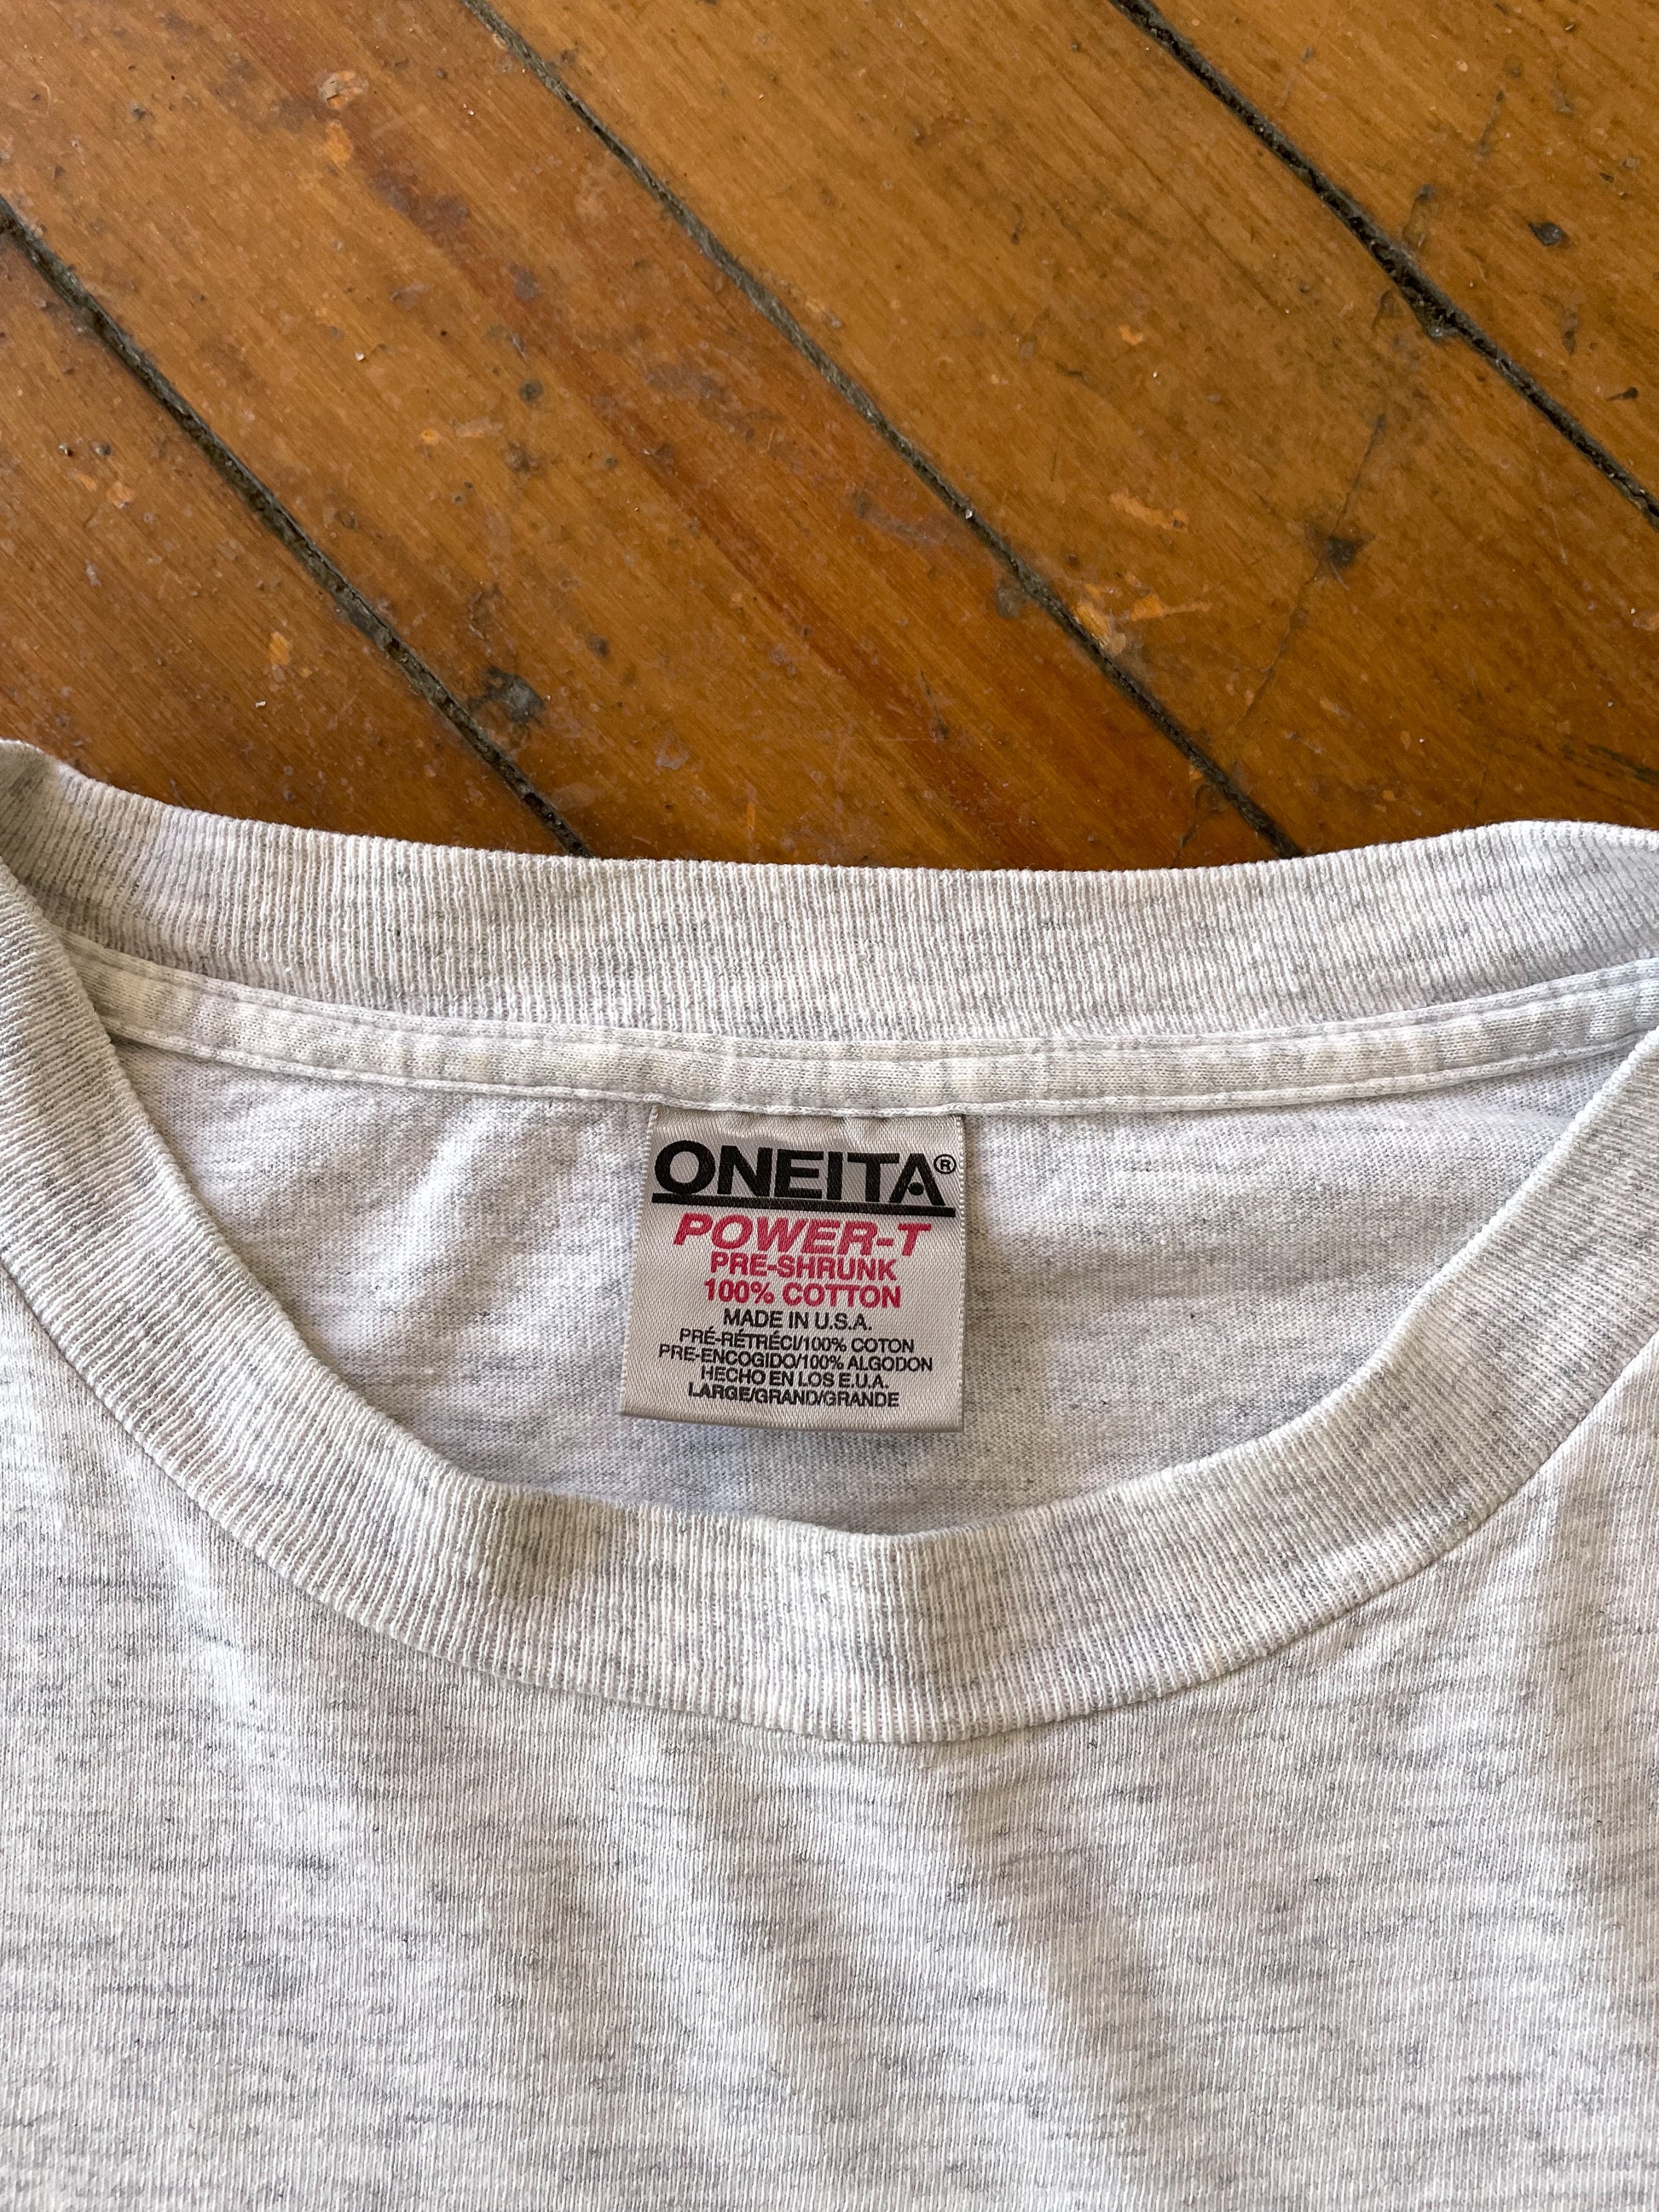 ONEITA®
POWER-T
PRE-SHRUNK
100% COTTON
MADE IN U.S.A.
PRÉ-RÉTRÉCI/100% COTON
PRE-ENCOGIDO/100% ALGODON
HECHO EN LOS E.U.A.
LARGE/GRAND/GRANDE